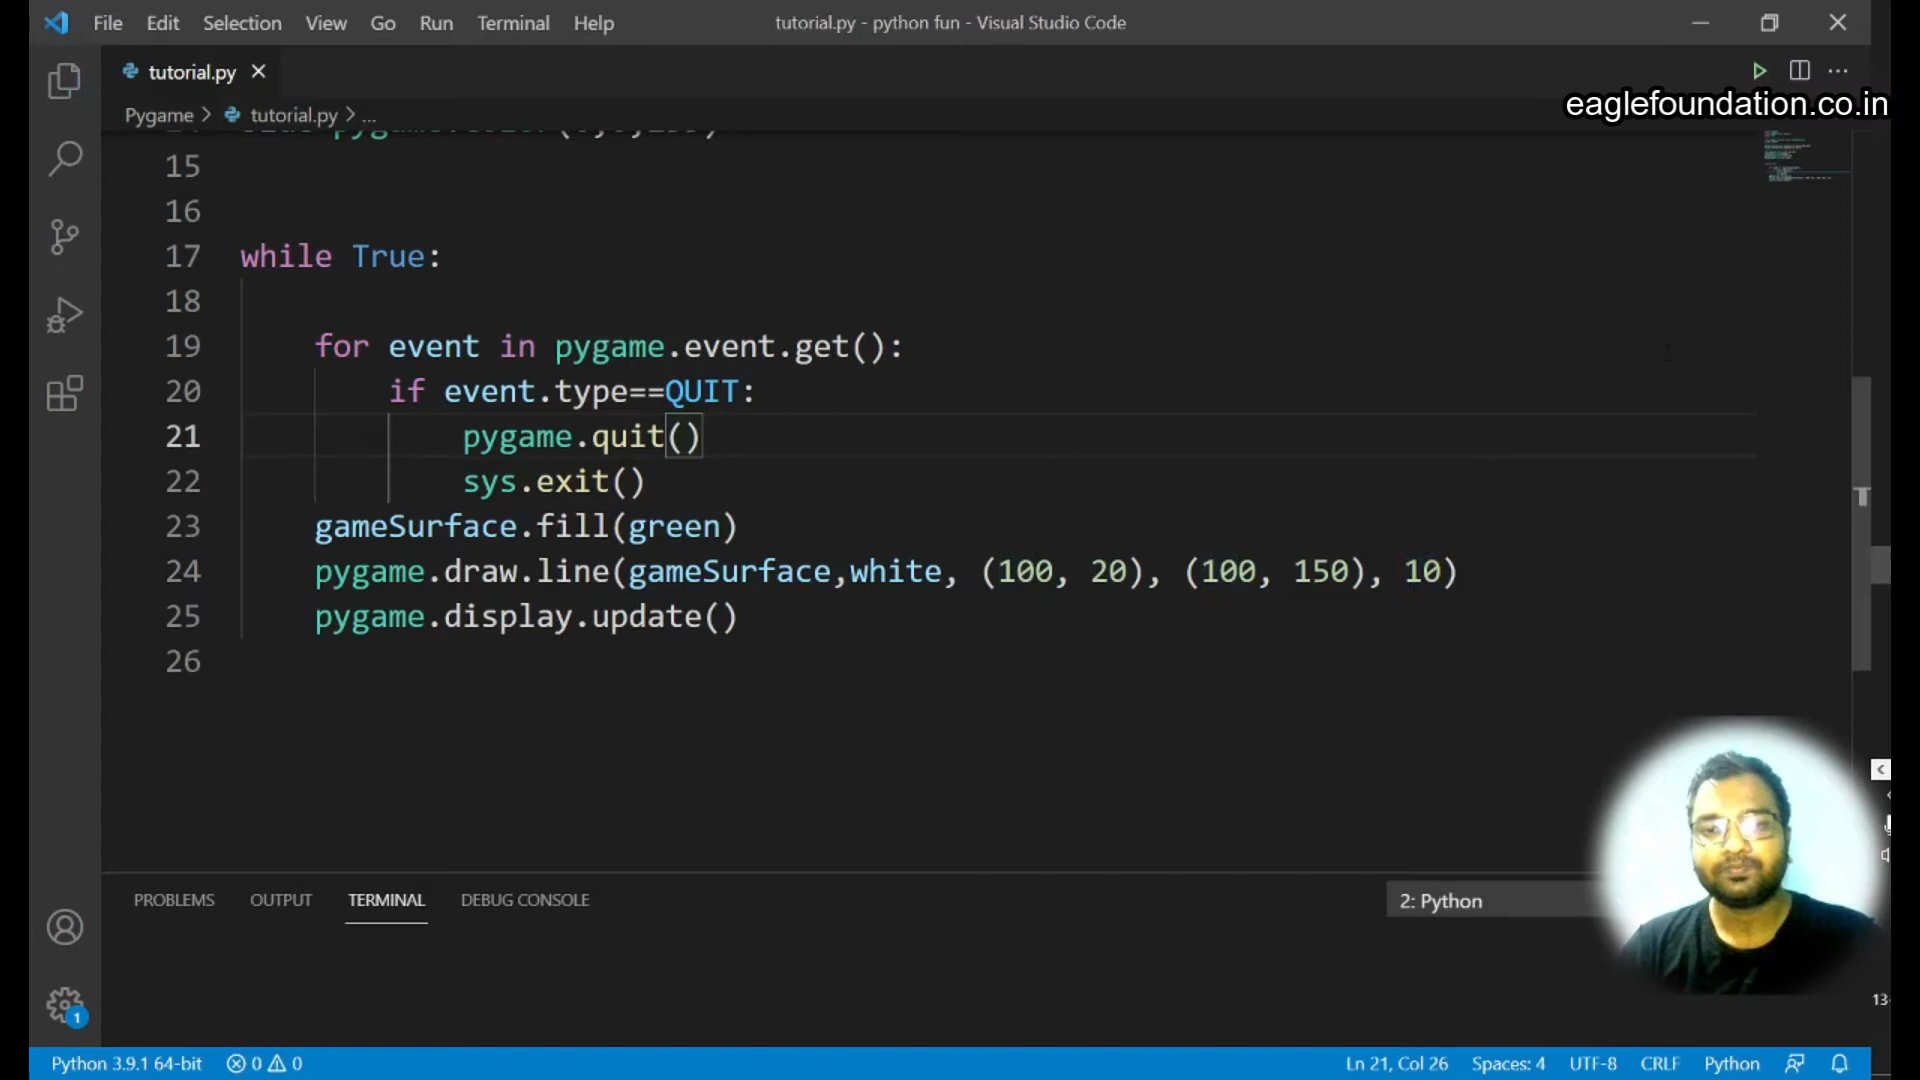 File Edit Selection View Go Run Terminal Help tutorial.py - python fun - Visual Studio Code
tutorial.py
eaglefoundation.co.in
Pygame > tutorial.py > ...
15
16
17 while True:
18
19 for event in pygame.event.get():
20 if event.type==QUIT:
21 pygame.quit()
22 sys.exit()
23 gameSurface.fill(green)
24 pygame.draw.line(gameSurface,white, (100, 20), (100, 150), 10)
25 pygame.display.update()
26
PROBLEMS OUTPUT TERMINAL DEBUG CONSOLE 2: Python
1
Python 3.9.1 64-bit 0 0 Ln 21, Col 26 Spaces: 4 UTF-8 CRLF Python